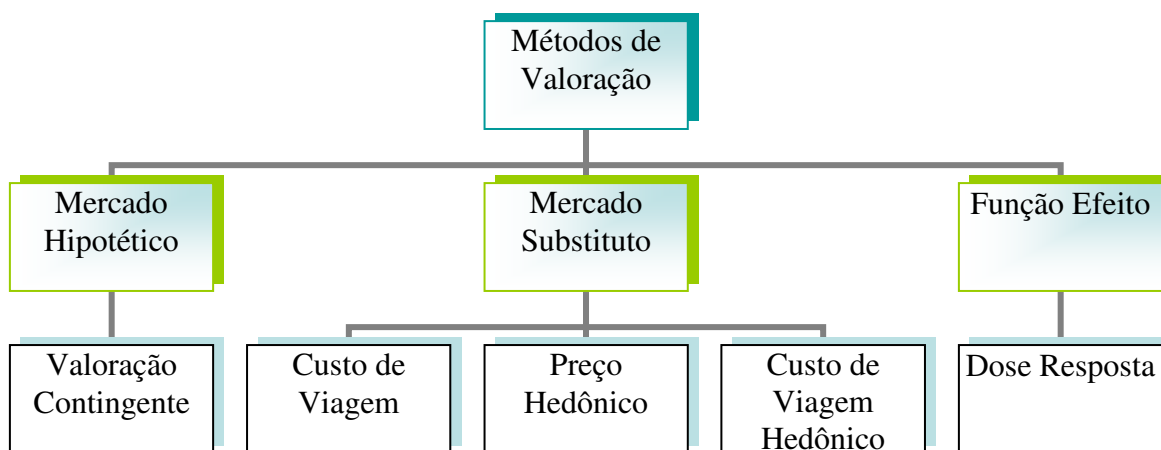 Métodos de
Valoração
Mercado
Hipotético
Mercado
Substituto
Função Efeito
Valoração
Contingente
Custo de
Viagem
Preço
Hedônico
Custo de
Viagem
Hedônico
Dose Resposta